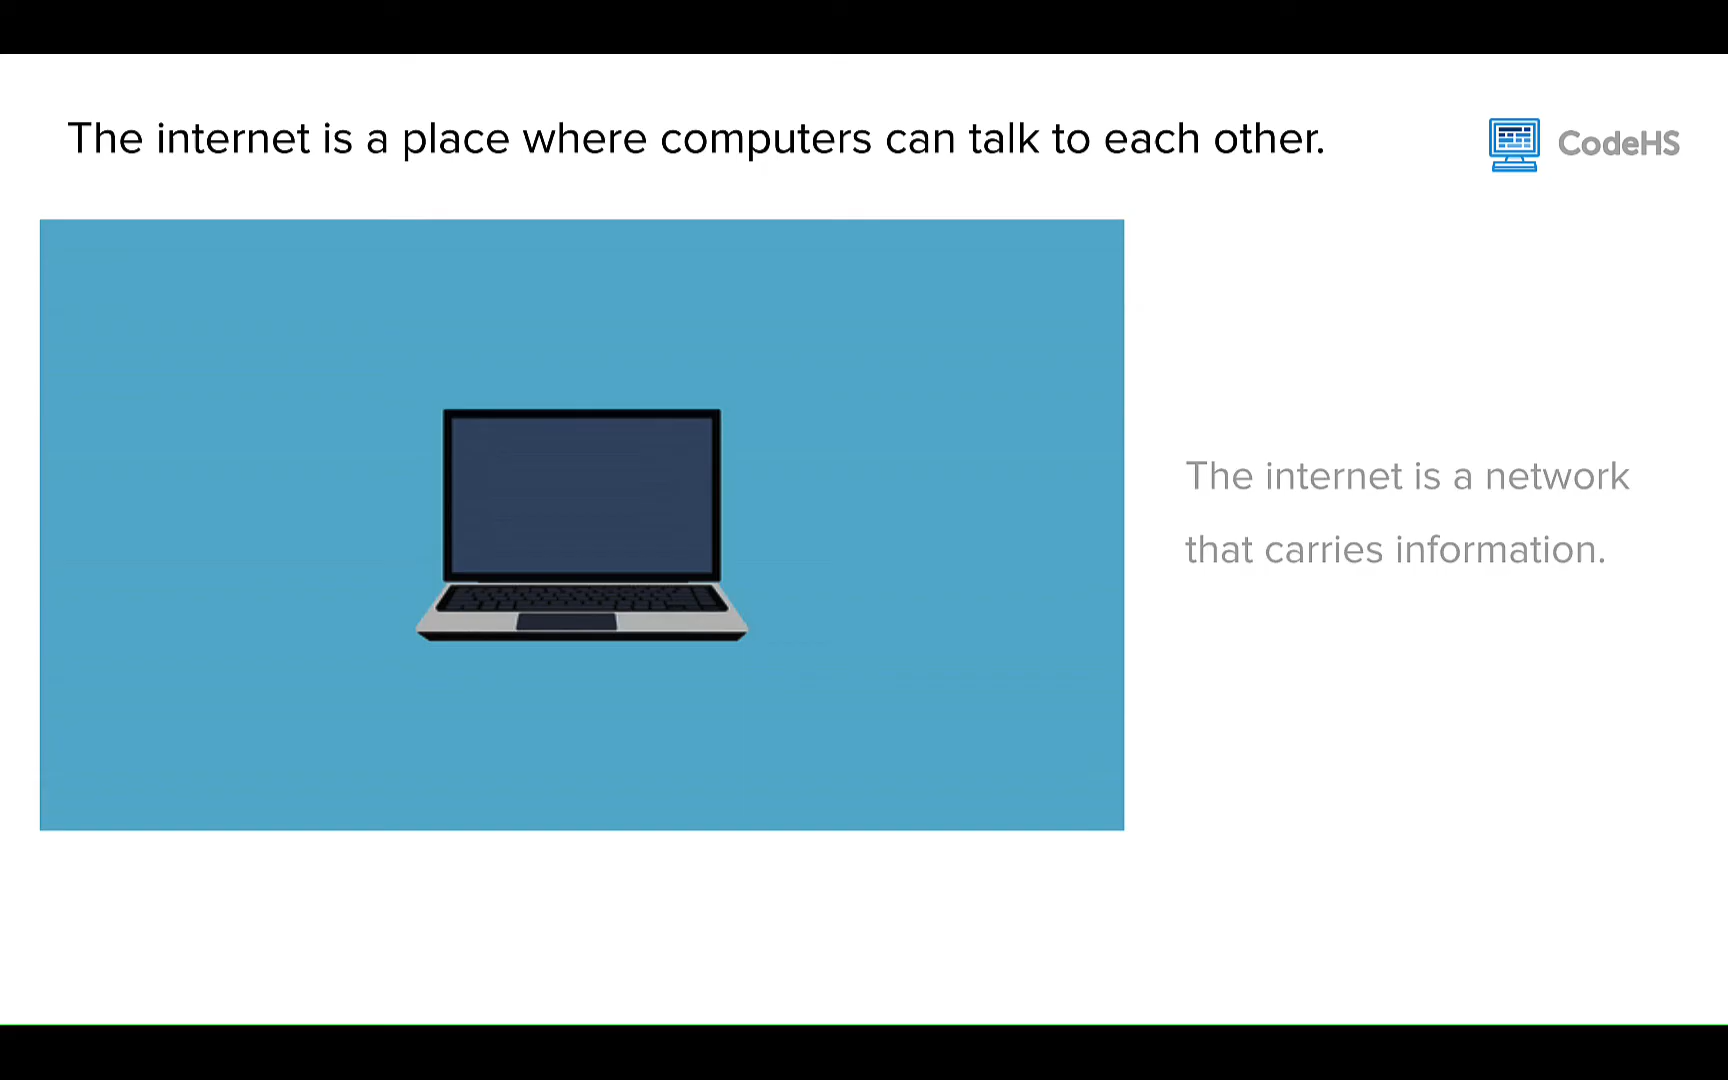 The internet is a place where computers can talk to each other.
CodeHS
The internet is a network
that carries information.